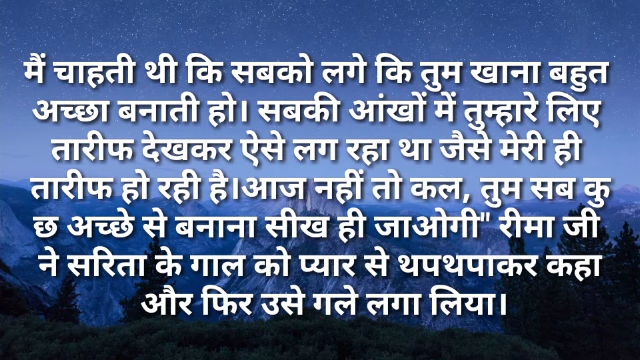 मैं चाहती थी कि सबको लगे कि तुम खाना बहुत
अच्छा बनाती हो। सबकी आंखों में तुम्हारे लिए
तारीफ देखकर ऐसे लग रहा था जैसे मेरी ही
तारीफ हो रही है।आज नहीं तो कल, तुम सब कु
छ अच्छे से बनाना सीख ही जाओगी" रीमा जी
ने सरिता के गाल को प्यार से थपथपाकर कहा
और फिर उसे गले लगा लिया।